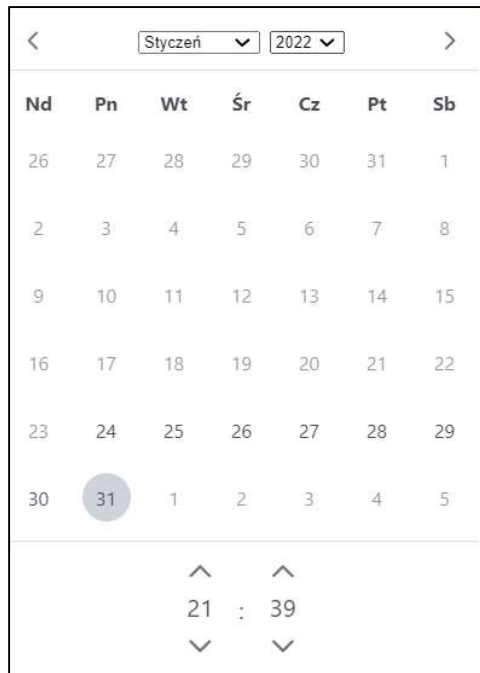 Styczeń 2022
Nd Pn Wt Śr Cz Pt Sb
26 27 28 29 30 31 1
2 3 4 5 6 7 8
9 10 11 12 13 14 15
16 17 18 19 20 21 22
23 24 25 26 27 28 29
30 31 1 2 3 4 5
21 : 39